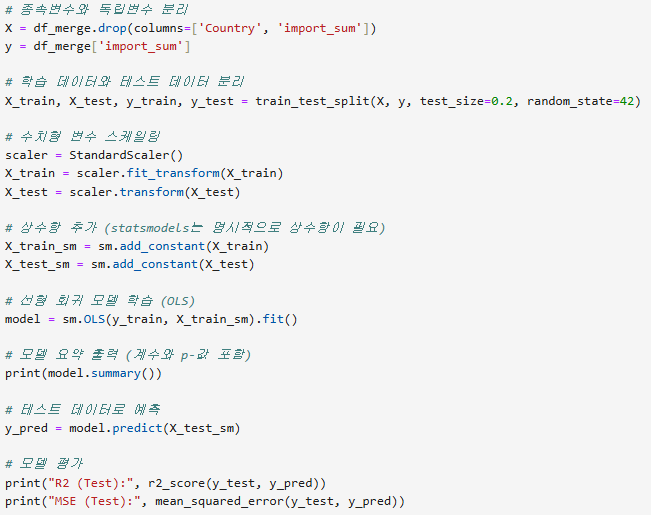 # 종속변수와 독립변수 분리
X = df_merge.drop(columns=['Country', 'import_sum'])
y = df_merge['import_sum']
# 학습 데이터와 테스트 데이터 분리
X_train, X_test, y_train, y_test = train_test_split(X, y, test_size=0.2, random_state=42)
# 수치형 변수 스케일링
scaler = StandardScaler()
X_train = scaler.fit_transform(X_train)
X_test = scaler.transform(X_test)
# 상수항 추가 (statsmodels는 명시적으로 상수항이 필요)
X_train_sm = sm.add_constant(X_train)
X_test_sm = sm.add_constant(X_test)
# 선형 회귀 모델 학습 (OLS)
model = sm.OLS(y_train, X_train_sm).fit()
# 모델 요약 출력 (계수와 p-값 포함)
print(model.summary())
# 테스트 데이터로 예측
y_pred = model.predict(X_test_sm)
# 모델 평가
print("R2 (Test):", r2_score(y_test, y_pred))
print("MSE (Test):", mean_squared_error(y_test, y_pred))